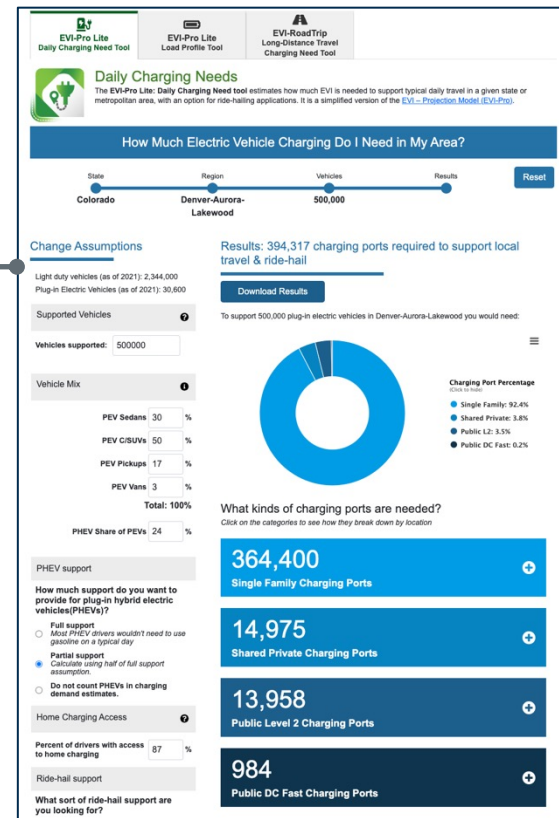 EVI-Pro Lite
Daily Charging Need Tool
EVI-Pro Lite
Load Profile Tool
EVI-RoadTrip
Long-Distance Travel
Charging Need Tool
Daily Charging Needs
The EVI-Pro Lite: Daily Charging Need tool estimates how much EVI is needed to support typical daily travel in a given state or
metropolitan area, with an option for ride-hailing applications. It is a simplified version of the EVI – Projection Model (EVI-Pro).
How Much Electric Vehicle Charging Do I Need in My Area?
State
Region
Vehicles
Results
Reset
Colorado
Denver-Aurora-
Lakewood
500,000
Change Assumptions
Light duty vehicles (as of 2021): 2,344,000
Plug-in Electric Vehicles (as of 2021): 30,600
Supported Vehicles
Vehicles supported: 500000
Vehicle Mix
PEV Sedans 30 %
PEV C/SUVs 50 %
PEV Pickups 17 %
PEV Vans 3 %
Total: 100%
PHEV Share of PEVs 24 %
PHEV support
How much support do you want to
provide for plug-in hybrid electric
vehicles(PHEVs)?
Full support
Most PHEV drivers wouldn't need to use
gasoline on a typical day
Partial support
Calculate using half of full support
assumption.
Do not count PHEVs in charging
demand estimates.
Home Charging Access
Percent of drivers with access
to home charging
87 %
Ride-hail support
What sort of ride-hail support are
you looking for?
Results: 394,317 charging ports required to support local
travel & ride-hail
Download Results
To support 500,000 plug-in electric vehicles in Denver-Aurora-Lakewood you would need:
Charging Port Percentage
(Click to hide)
Single Family: 92.4%
Shared Private: 3.8%
Public L2: 3.5%
Public DC Fast: 0.2%
What kinds of charging ports are needed?
Click on the categories to see how they break down by location
364,400
Single Family Charging Ports
14,975
Shared Private Charging Ports
13,958
Public Level 2 Charging Ports
984
Public DC Fast Charging Ports